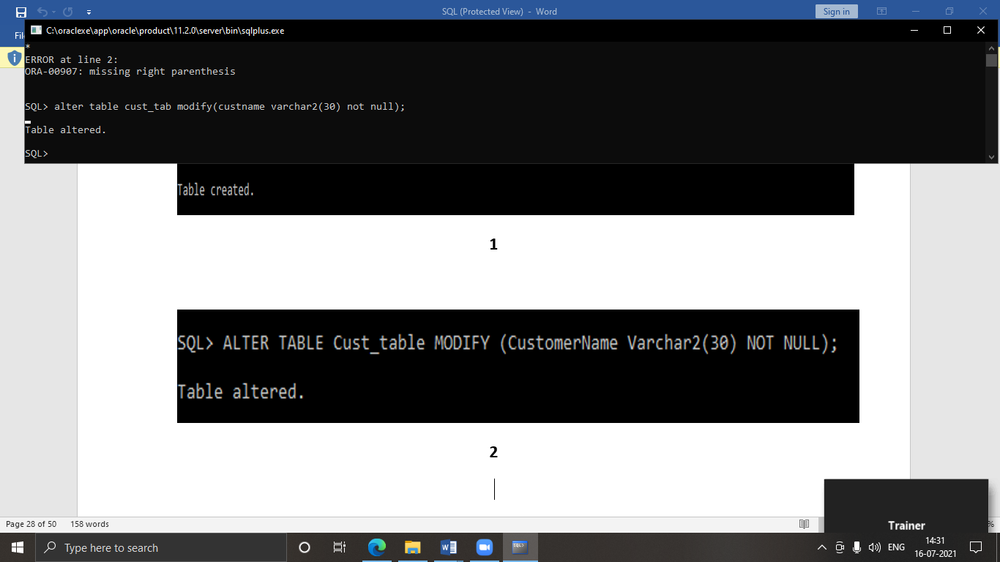 SQL (Protected View) - Word
Sign in
C:\oraclexe\app\oracle\product\11.2.0\server\bin\sqlplus.exe
*
ERROR at line 2:
ORA-00907: missing right parenthesis
SQL> alter table cust_tab modify(custname varchar2(30) not null);
Table altered.
SQL>
Table created.
1
SQL> ALTER TABLE Cust_table MODIFY (CustomerName Varchar2(30) NOT NULL);
Table altered.
2
Trainer
Page 28 of 50 158 words
%
Type here to search
SQL>
ENG
14:31
16-07-2021